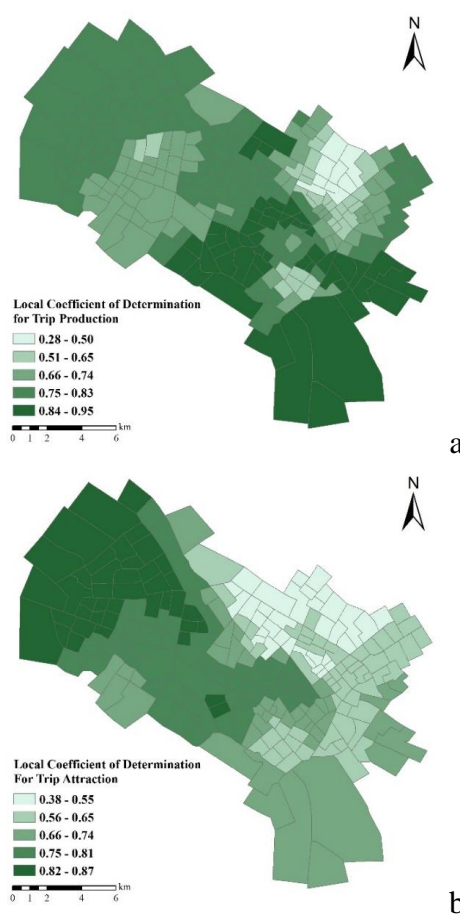 N
Local Coefficient of Determination
for Trip Production
0.28 - 0.50
0.51 - 0.65
0.66 - 0.74
0.75 - 0.83
0.84 - 0.95
km
0 1 2 4 6
a
N
Local Coefficient of Determination
For Trip Attraction
0.38 - 0.55
0.56 - 0.65
0.66 - 0.74
0.75 - 0.81
0.82 - 0.87
km
0 1 2 4 6
b